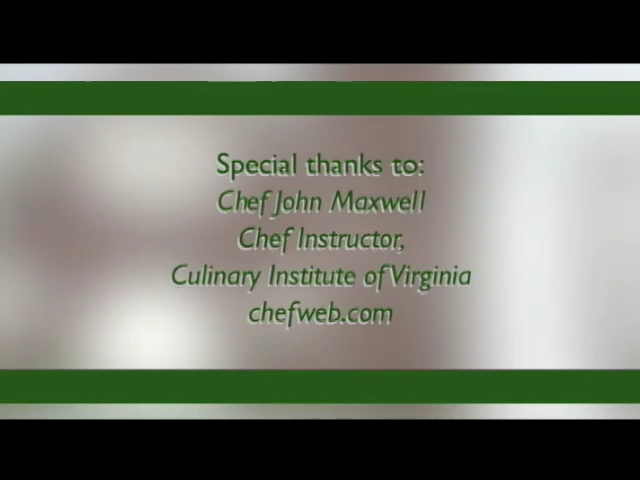 Special thanks to:
Chef John Maxwell
Chef Instructor,
Culinary Institute of Virginia
chefweb.com